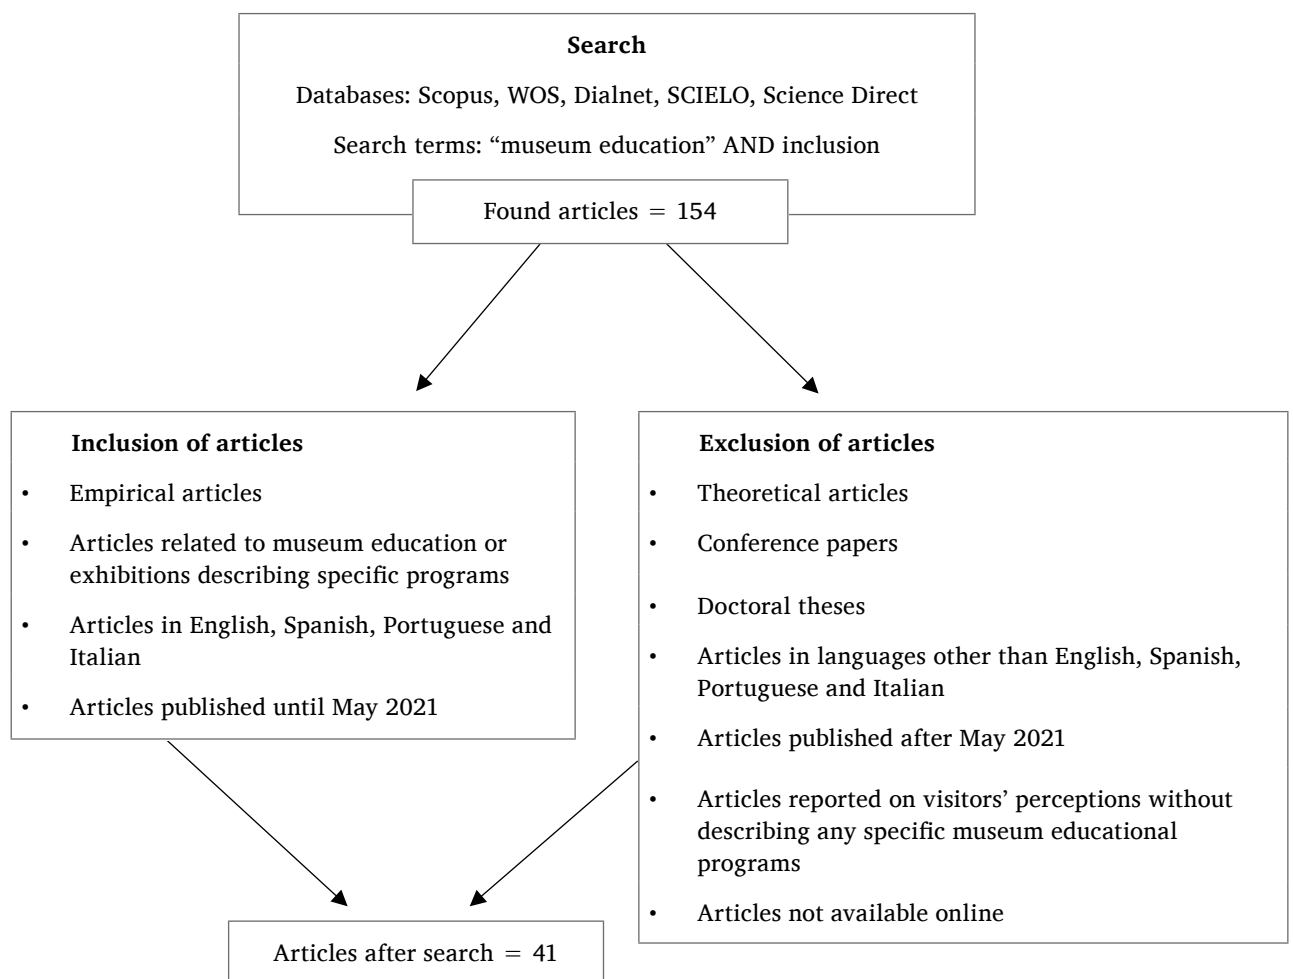 Search
Databases: Scopus, WOS, Dialnet, SCIELO, Science Direct
Search terms: “museum education” AND inclusion
Found articles = 154
Inclusion of articles
• Empirical articles
• Articles related to museum education or
exhibitions describing specific programs
• Articles in English, Spanish, Portuguese and
Italian
• Articles published until May 2021
Exclusion of articles
• Theoretical articles
• Conference papers
• Doctoral theses
• Articles in languages other than English, Spanish,
Portuguese and Italian
• Articles published after May 2021
• Articles reported on visitors’ perceptions without
describing any specific museum educational
programs
• Articles not available online
Articles after search = 41